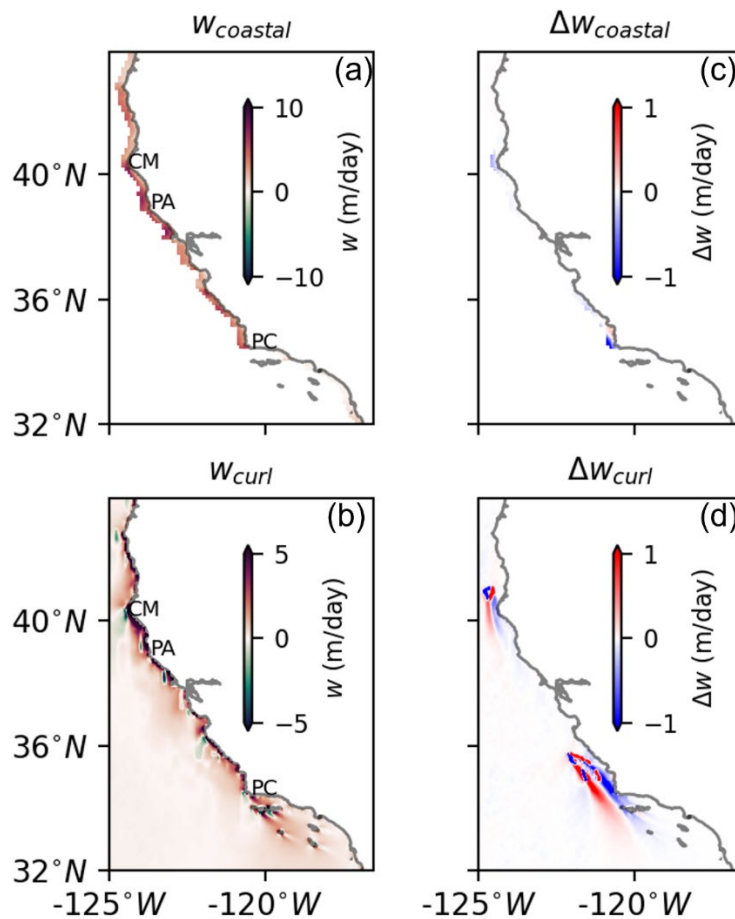 w_coastal
(a)
10
0
−10
w (m/day)
CM
PA
PC
40°N
36°N
32°N
Δw_coastal
(c)
1
0
−1
Δw (m/day)
-125
-120
w_curl
(b)
5
0
−5
w (m/day)
CM
PA
PC
40°N
36°N
32°N
-125°W
-120°W
Δw_curl
(d)
1
0
−1
Δw (m/day)
-125°W
-120°W